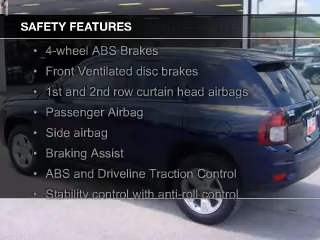 SAFETY FEATURES
• 4-wheel ABS Brakes
• Front Ventilated disc brakes
• 1st and 2nd row curtain head airbags
• Passenger Airbag
• Side airbag
• Braking Assist
• ABS and Driveline Traction Control
• Stability control with anti-roll control